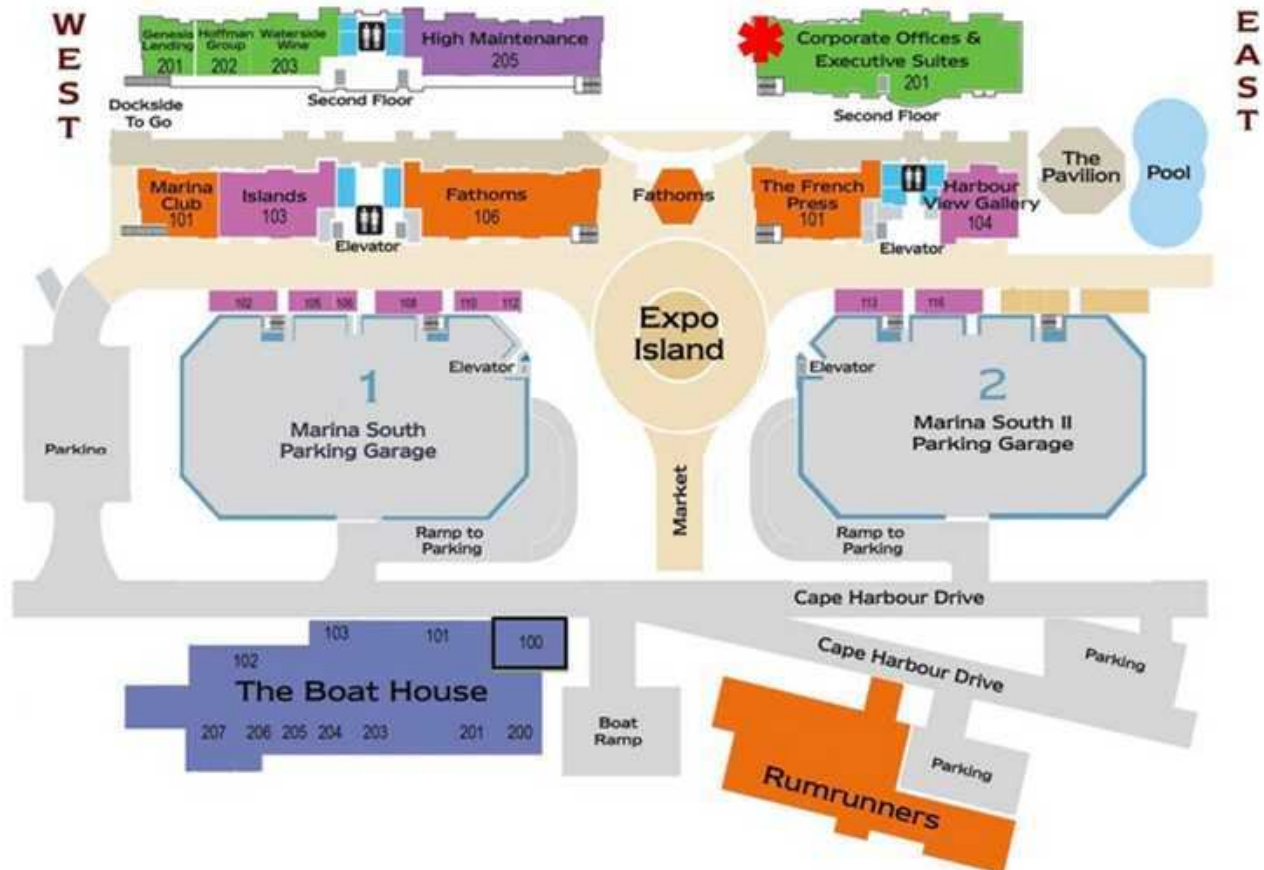 WEST
EAST
Genesis
Landing
201
Hoffman
Group
202
Waterside
Wine
203
High Maintenance
205
Corporate Offices &
Executive Suites
201
Second Floor
Second Floor
Dockside
To Go
Marina
Club
101
Islands
103
Elevator
Fathoms
106
Fathoms
The French
Press
101
Elevator
Harbour
View Gallery
104
The
Pavilion
Pool
102
105
106
108
110
112
113
116
Expo
Island
Elevator
Elevator
1
Marina South
Parking Garage
2
Marina South II
Parking Garage
Parking
Market
Ramp to
Parking
Ramp to
Parking
Cape Harbour Drive
Cape Harbour Drive
Parking
103
101
100
102
The Boat House
207
206
205
204
203
201
200
Boat
Ramp
Parking
Rumrunners